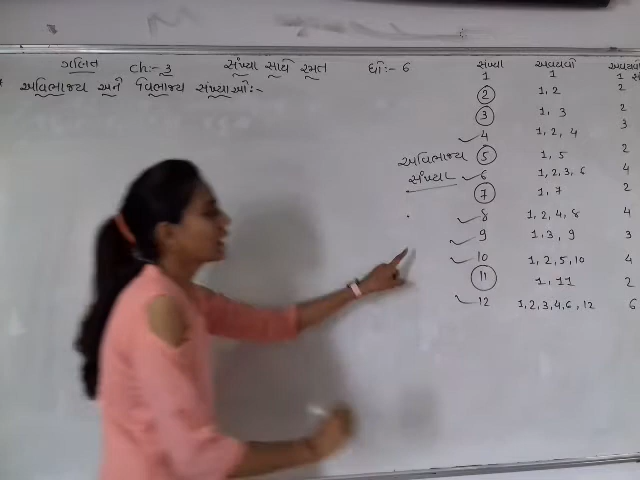 ગણિત ch:- 3 સંખ્યા સાથે રમત ધો:- 6
અવિભાજ્ય અને વિભાજ્ય સંખ્યાઓ:-
સંખ્યા અવયવો અવયવો
1 1 1
2 1, 2 2
3 1, 3 2
4 1, 2, 4 3
અવિભાજ્ય સંખ્યા
5 1, 5 2
6 1, 2, 3, 6 4
7 1, 7 2
8 1, 2, 4, 8 4
9 1, 3, 9 3
10 1, 2, 5, 10 4
11 1, 11 2
12 1, 2, 3, 4, 6, 12 6